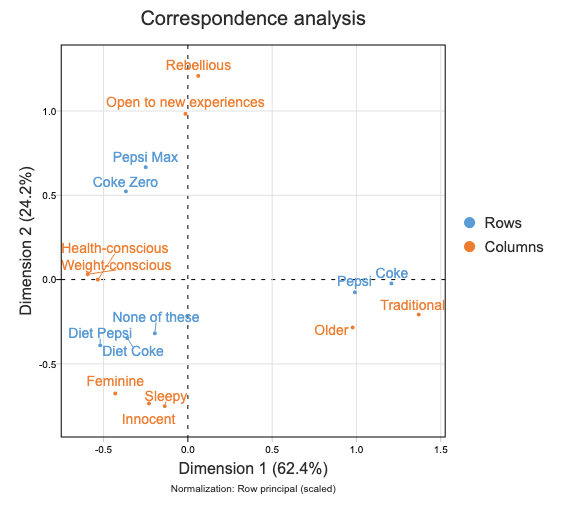 Correspondence analysis
Rebellious
Open to new experiences
1.0
Pepsi Max
Coke Zero
0.5
Health-conscious
Weight-conscious
Coke
Pepsi
0.0
Traditional
None of these
Older
Diet Pepsi
Diet Coke
-0.5
Feminine
Sleepy
Innocent
Dimension 2 (24.2%)
-0.5 0.0 0.5 1.0 1.5
Dimension 1 (62.4%)
Normalization: Row principal (scaled)
Rows
Columns